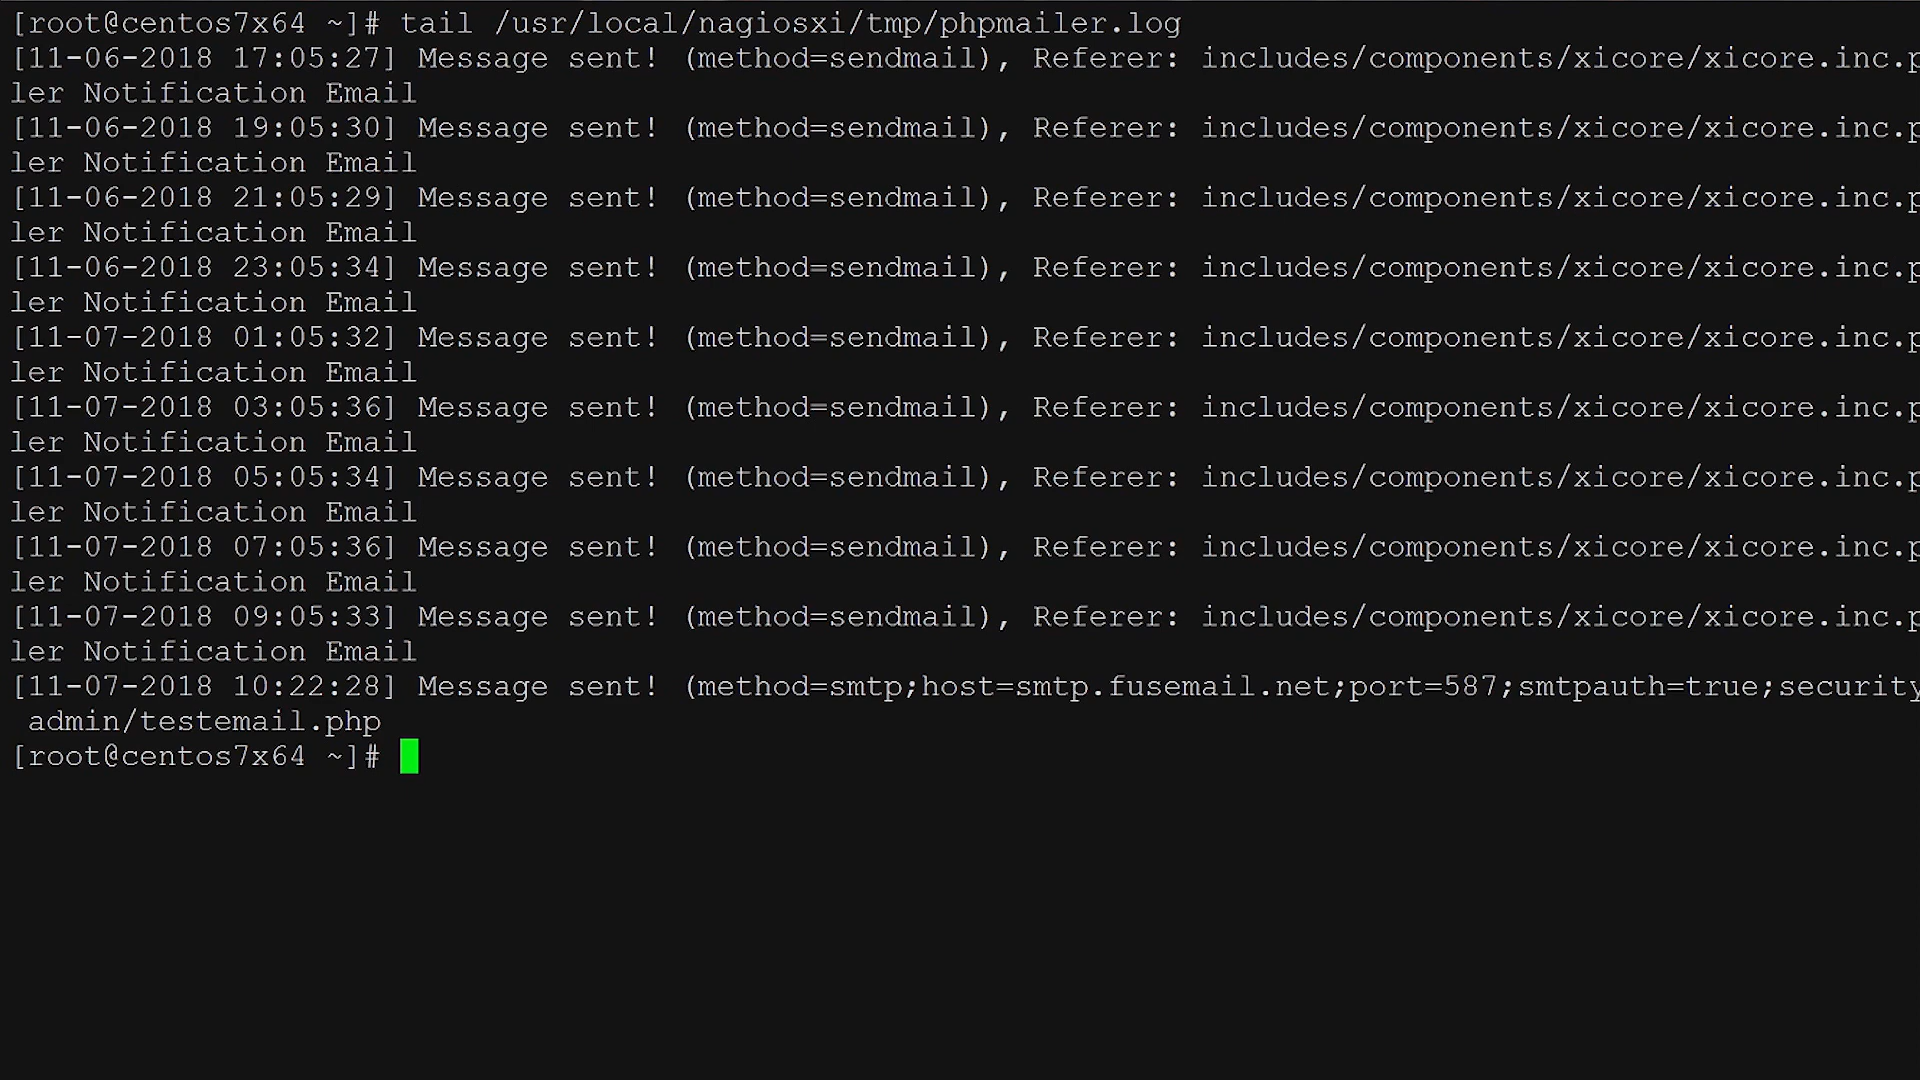 [root@centos7x64 ~]# tail /usr/local/nagiosxi/tmp/phpmailer.log
[11-06-2018 17:05:27] Message sent! (method=sendmail), Referer: includes/components/xicore/xicore.inc.p
ler Notification Email
[11-06-2018 19:05:30] Message sent! (method=sendmail), Referer: includes/components/xicore/xicore.inc.p
ler Notification Email
[11-06-2018 21:05:29] Message sent! (method=sendmail), Referer: includes/components/xicore/xicore.inc.p
ler Notification Email
[11-06-2018 23:05:34] Message sent! (method=sendmail), Referer: includes/components/xicore/xicore.inc.p
ler Notification Email
[11-07-2018 01:05:32] Message sent! (method=sendmail), Referer: includes/components/xicore/xicore.inc.p
ler Notification Email
[11-07-2018 03:05:36] Message sent! (method=sendmail), Referer: includes/components/xicore/xicore.inc.p
ler Notification Email
[11-07-2018 05:05:34] Message sent! (method=sendmail), Referer: includes/components/xicore/xicore.inc.p
ler Notification Email
[11-07-2018 07:05:36] Message sent! (method=sendmail), Referer: includes/components/xicore/xicore.inc.p
ler Notification Email
[11-07-2018 09:05:33] Message sent! (method=sendmail), Referer: includes/components/xicore/xicore.inc.p
ler Notification Email
[11-07-2018 10:22:28] Message sent! (method=smtp;host=smtp.fusemail.net;port=587;smtpauth=true;security
admin/testemail.php
[root@centos7x64 ~]#